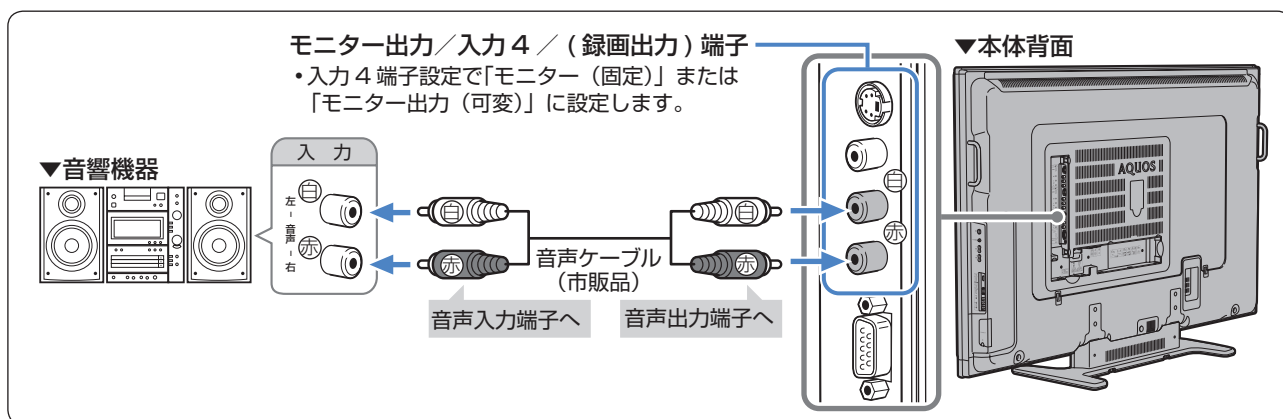 モニター出力／入力4／(録画出力)端子
•入力4端子設定で「モニター（固定）」または
「モニター出力（可変）」に設定します。
▼本体背面
▼音響機器
入 力
白
左-音声-右
赤
白
赤
音声ケーブル
（市販品）
白
赤
白
赤
AQUOS
音声入力端子へ
音声出力端子へ